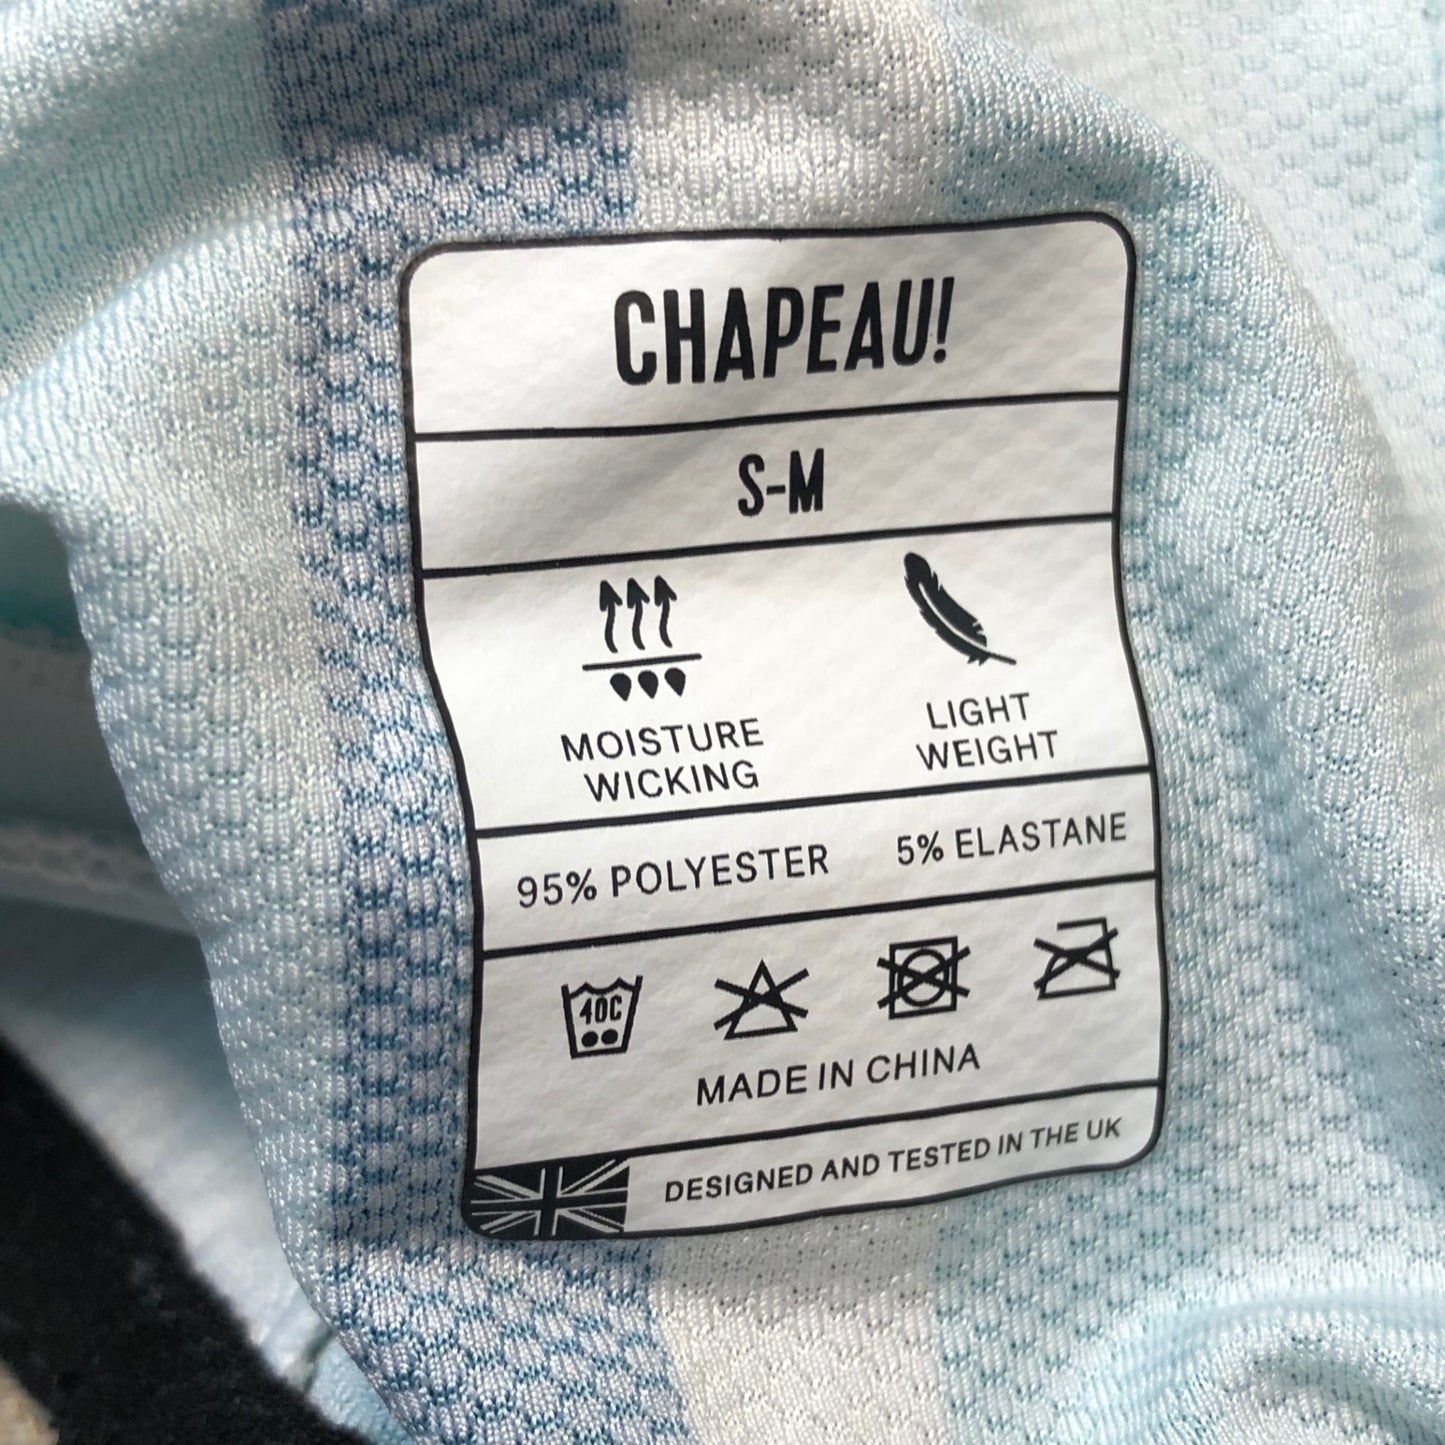 CHAPEAU!
S-M
MOISTURE
WICKING
LIGHT
WEIGHT
95% POLYESTER 5% ELASTANE
40C
MADE IN CHINA
DESIGNED AND TESTED IN THE UK